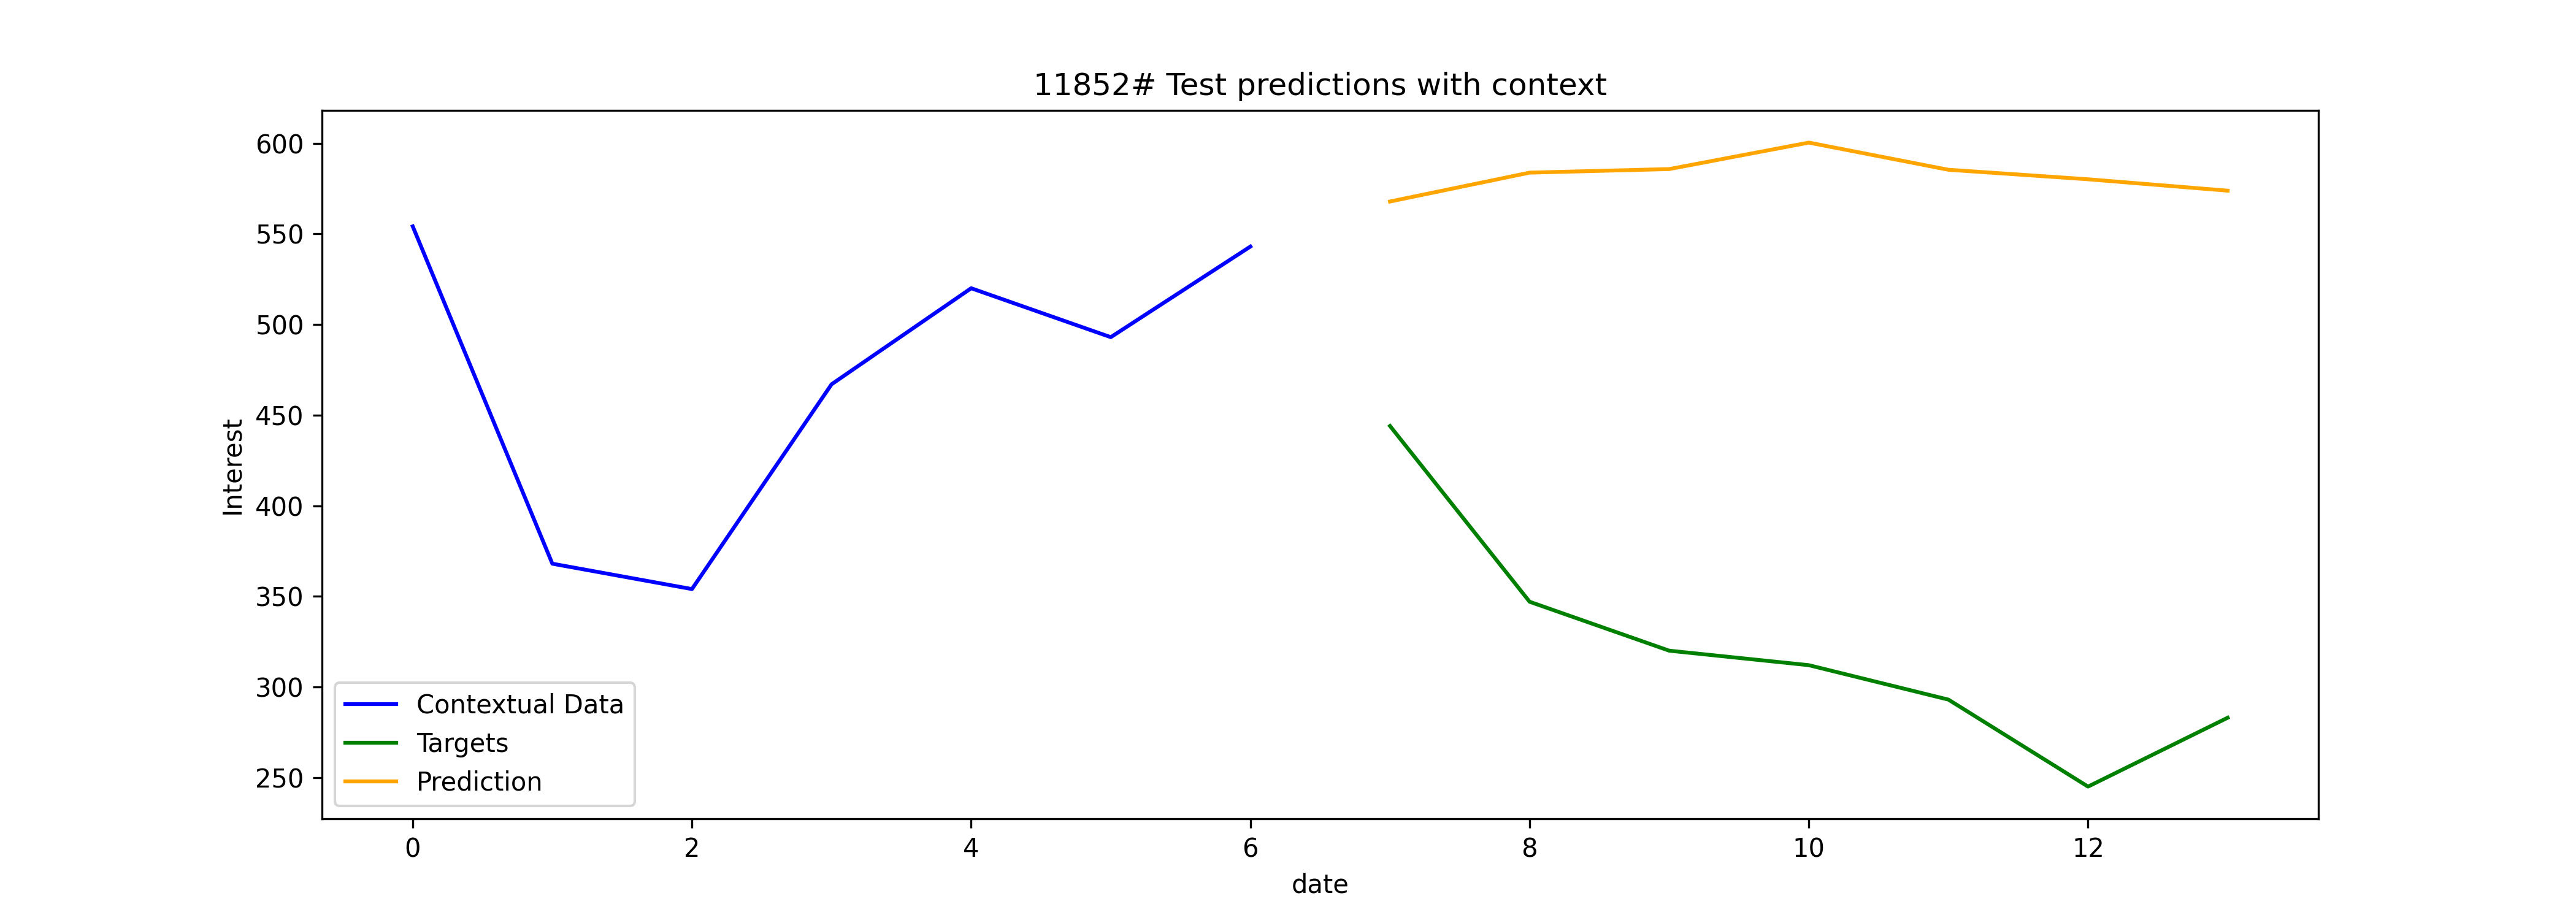 11852# Test predictions with context
600
550
500
450
400
350
300
250
Interest
Contextual Data
Targets
Prediction
0 2 4 6 8 10 12
date